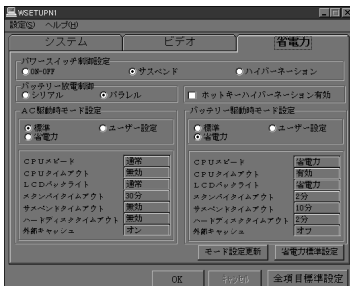 WSETUPNI
設定(S) ヘルプ(H)
システム ビデオ 省電力
パワースイッチ制御設定
ON-OFF サスペンド ハイバーネーション
バッテリー放電制御
シリアル パラレル ホットキーハイバーネーション有効
AC駆動時モード設定
標準 ユーザー設定
省電力
CPUスピード 通常
CPUタイムアウト 無効
LCDバックライト 通常
スタンバイタイムアウト 30分
サスペンドタイムアウト 無効
ハードディスクタイムアウト 無効
外部キャッシュ オン
バッテリー駆動時モード設定
標準 ユーザー設定
省電力
CPUスピード 省電力
CPUタイムアウト 有効
LCDバックライト 省電力
スタンバイタイムアウト 2分
サスペンドタイムアウト 10分
ハードディスクタイムアウト 2分
外部キャッシュ オフ
モード設定更新 省電力標準設定
OK キャンセル 全項目標準設定